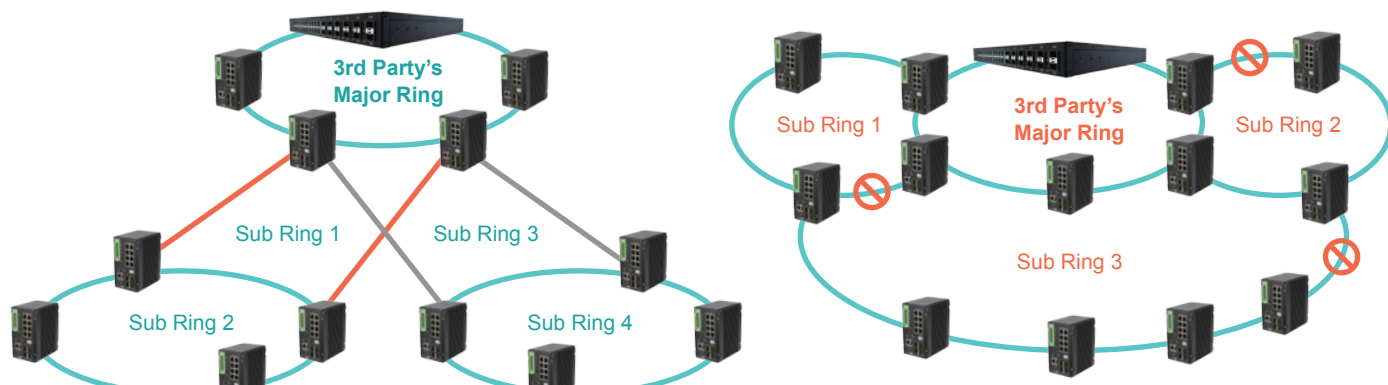 3rd Party's
Major Ring
Sub Ring 1
Sub Ring 3
Sub Ring 2
Sub Ring 4
3rd Party's
Major Ring
Sub Ring 1
Sub Ring 2
Sub Ring 3